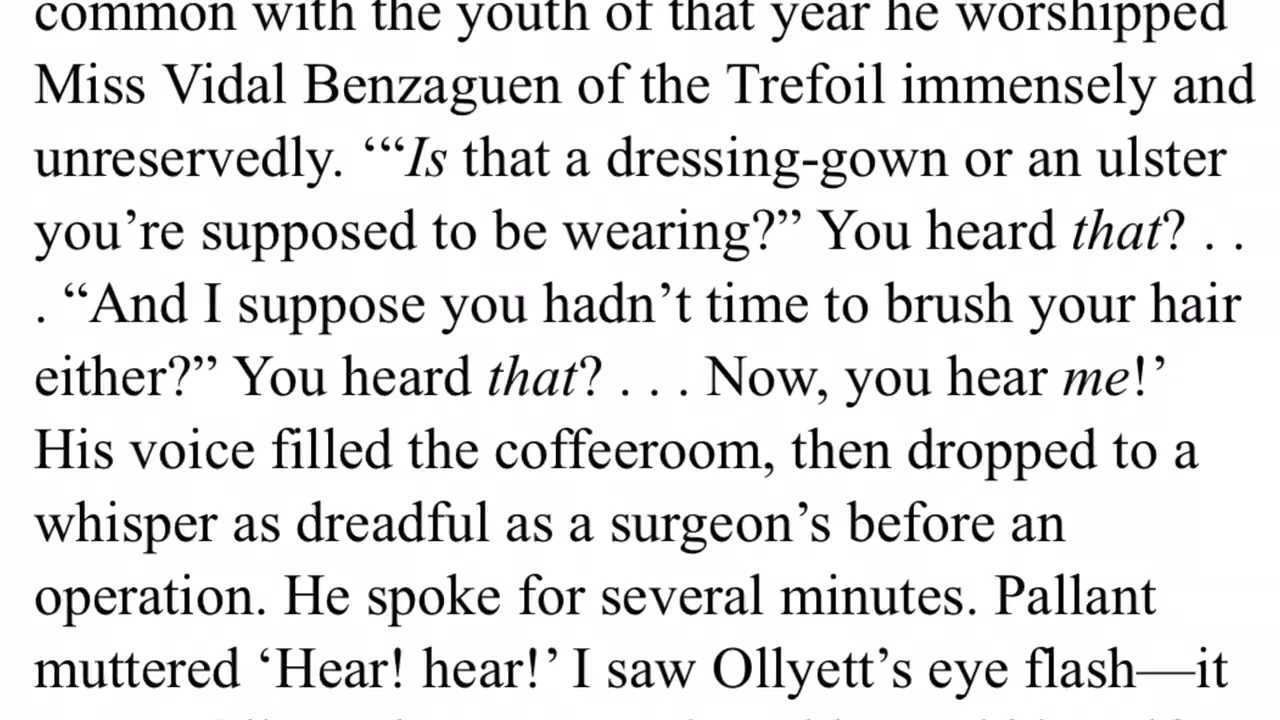 common with the youth of that year he worshipped
Miss Vidal Benzaguen of the Trefoil immensely and
unreservedly. ‘“Is that a dressing-gown or an ulster
you’re supposed to be wearing?” You heard that? . .
. “And I suppose you hadn’t time to brush your hair
either?” You heard that? . . . Now, you hear me!’
His voice filled the coffeeroom, then dropped to a
whisper as dreadful as a surgeon’s before an
operation. He spoke for several minutes. Pallant
muttered ‘Hear! hear!’ I saw Ollyett’s eye flash—it